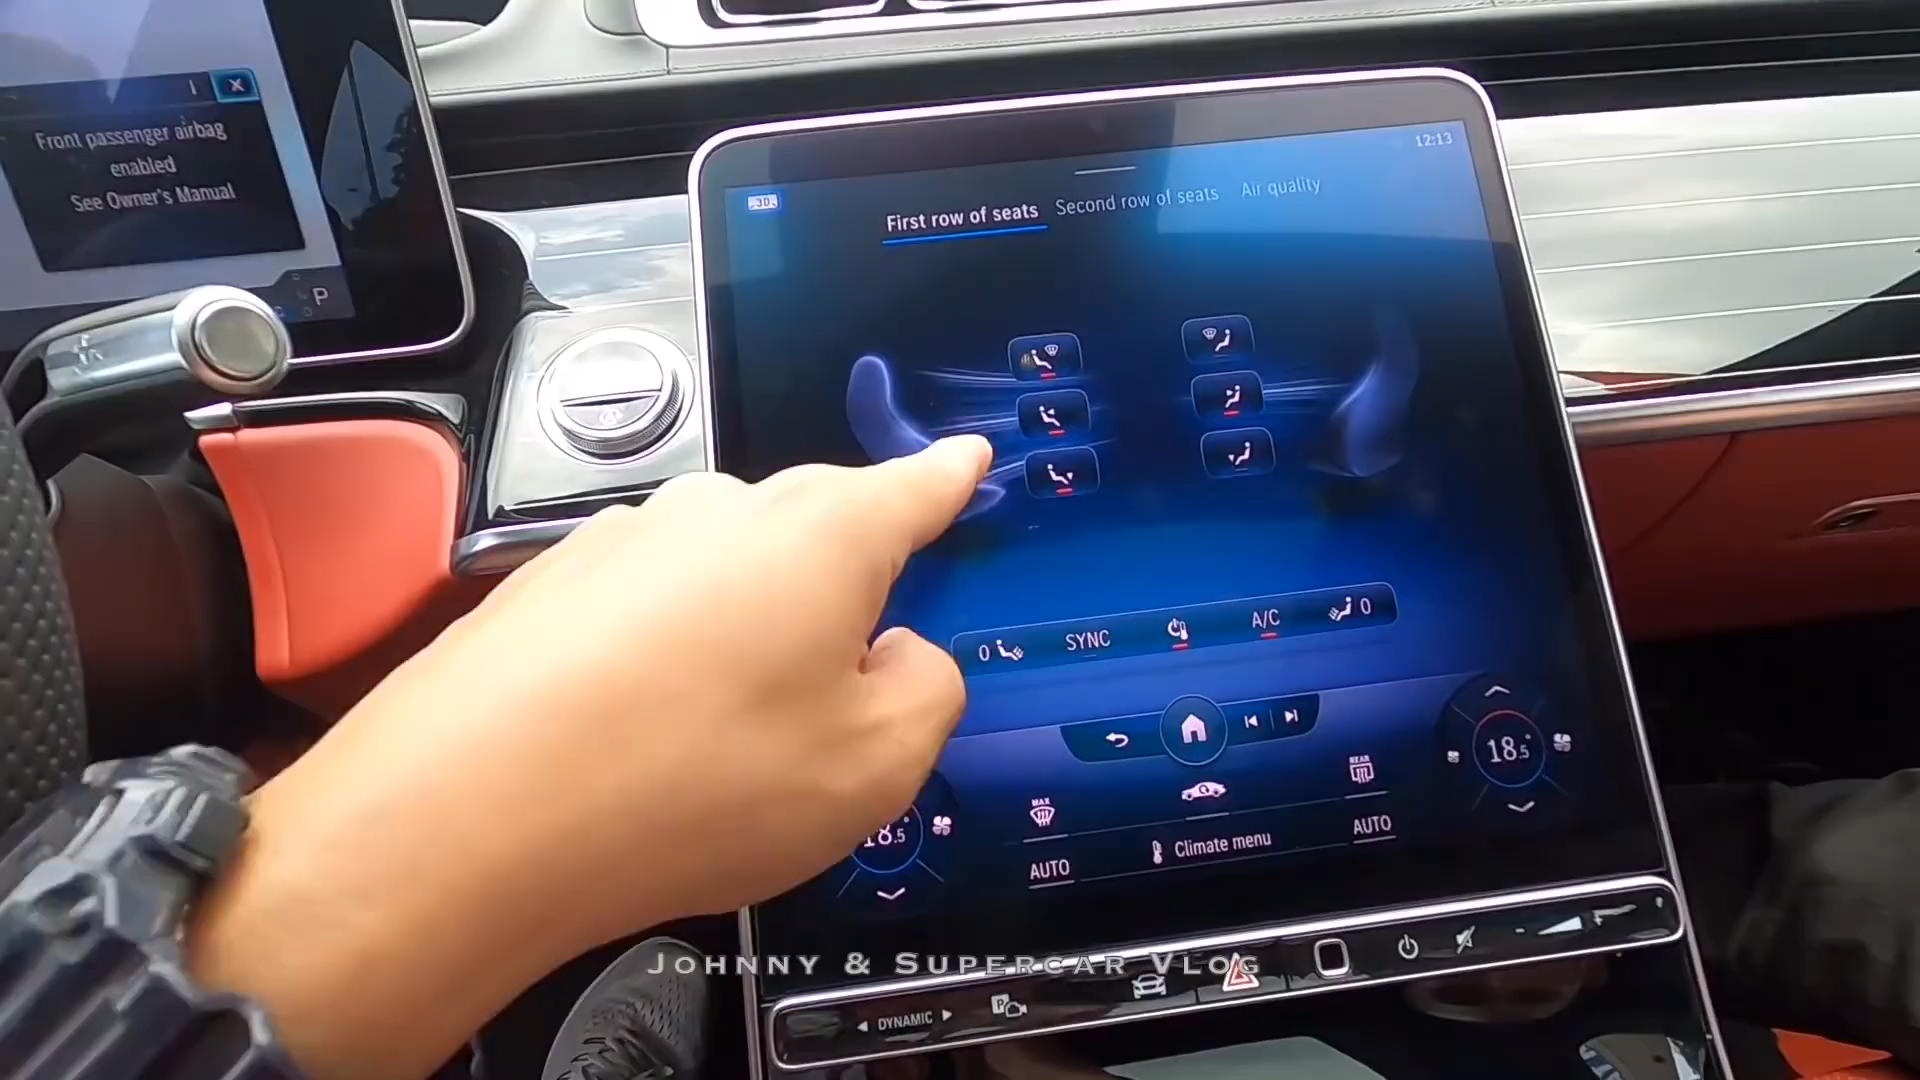 Front passenger airbag
enabled
See Owner's Manual
P
12:13
3D
First row of seats
Second row of seats
Air quality
0
SYNC
A/C
0
18.5°
18.5°
MAX
REAR
AUTO
Climate menu
AUTO
JOHNNY & SUPERCAR VLOG
DYNAMIC
P